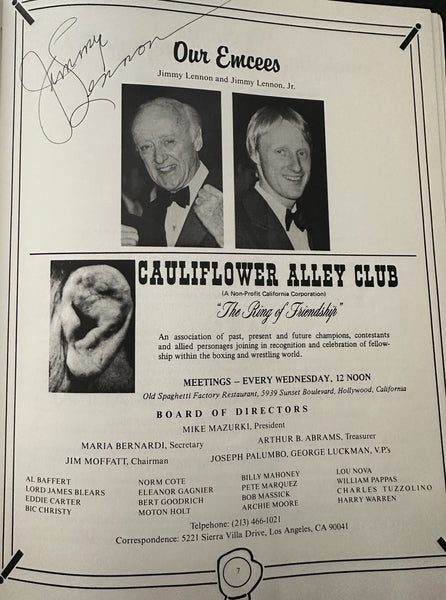 Jimmy
Lennon
Our Emcees
Jimmy Lennon and Jimmy Lennon, Jr.
CAULIFLOWER ALLEY CLUB
(A Non-Profit California Corporation)
"The Ring of Friendship"
An association of past, present and future champions, contestants
and allied personages joining in recognition and celebration of fellow-
ship within the boxing and wrestling world.
MEETINGS – EVERY WEDNESDAY, 12 NOON
Old Spaghetti Factory Restaurant, 5939 Sunset Boulevard, Hollywood, California
BOARD OF DIRECTORS
MIKE MAZURKI, President
MARIA BERNARDI, Secretary ARTHUR B. ABRAMS, Treasurer
JIM MOFFATT, Chairman JOSEPH PALUMBO, GEORGE LUCKMAN, V.P.'s
AL BAFFERT NORM COTE BILLY MAHONEY LOU NOVA
LORD JAMES BLEARS ELEANOR GAGNIER PETE MARQUEZ WILLIAM PAPPAS
EDDIE CARTER BERT GOODRICH BOB MASSICK CHARLES TUZZOLINO
BIC CHRISTY MOTON HOLT ARCHIE MOORE HARRY WARREN
Telpehone: (213) 466-1021
Correspondence: 5221 Sierra Villa Drive, Los Angeles, CA 90041
7